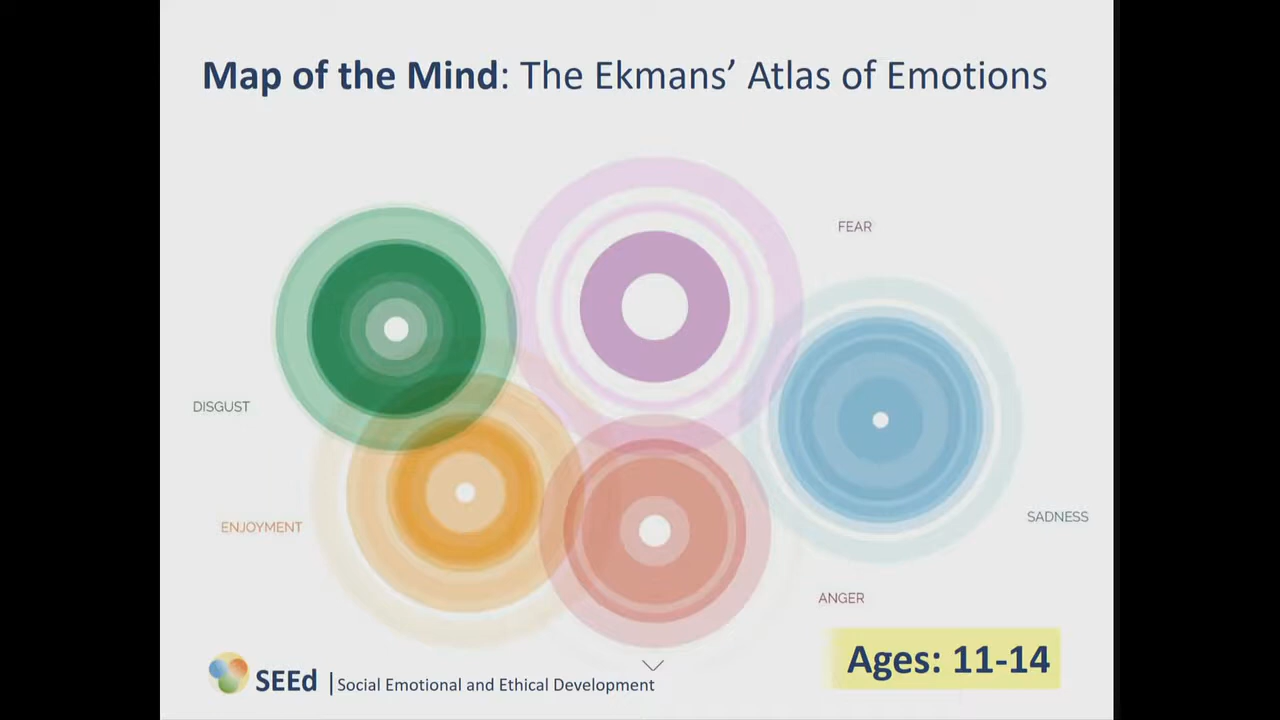 Map of the Mind: The Ekmans’ Atlas of Emotions
FEAR
DISGUST
SADNESS
ENJOYMENT
ANGER
Ages: 11-14
SEEd | Social Emotional and Ethical Development